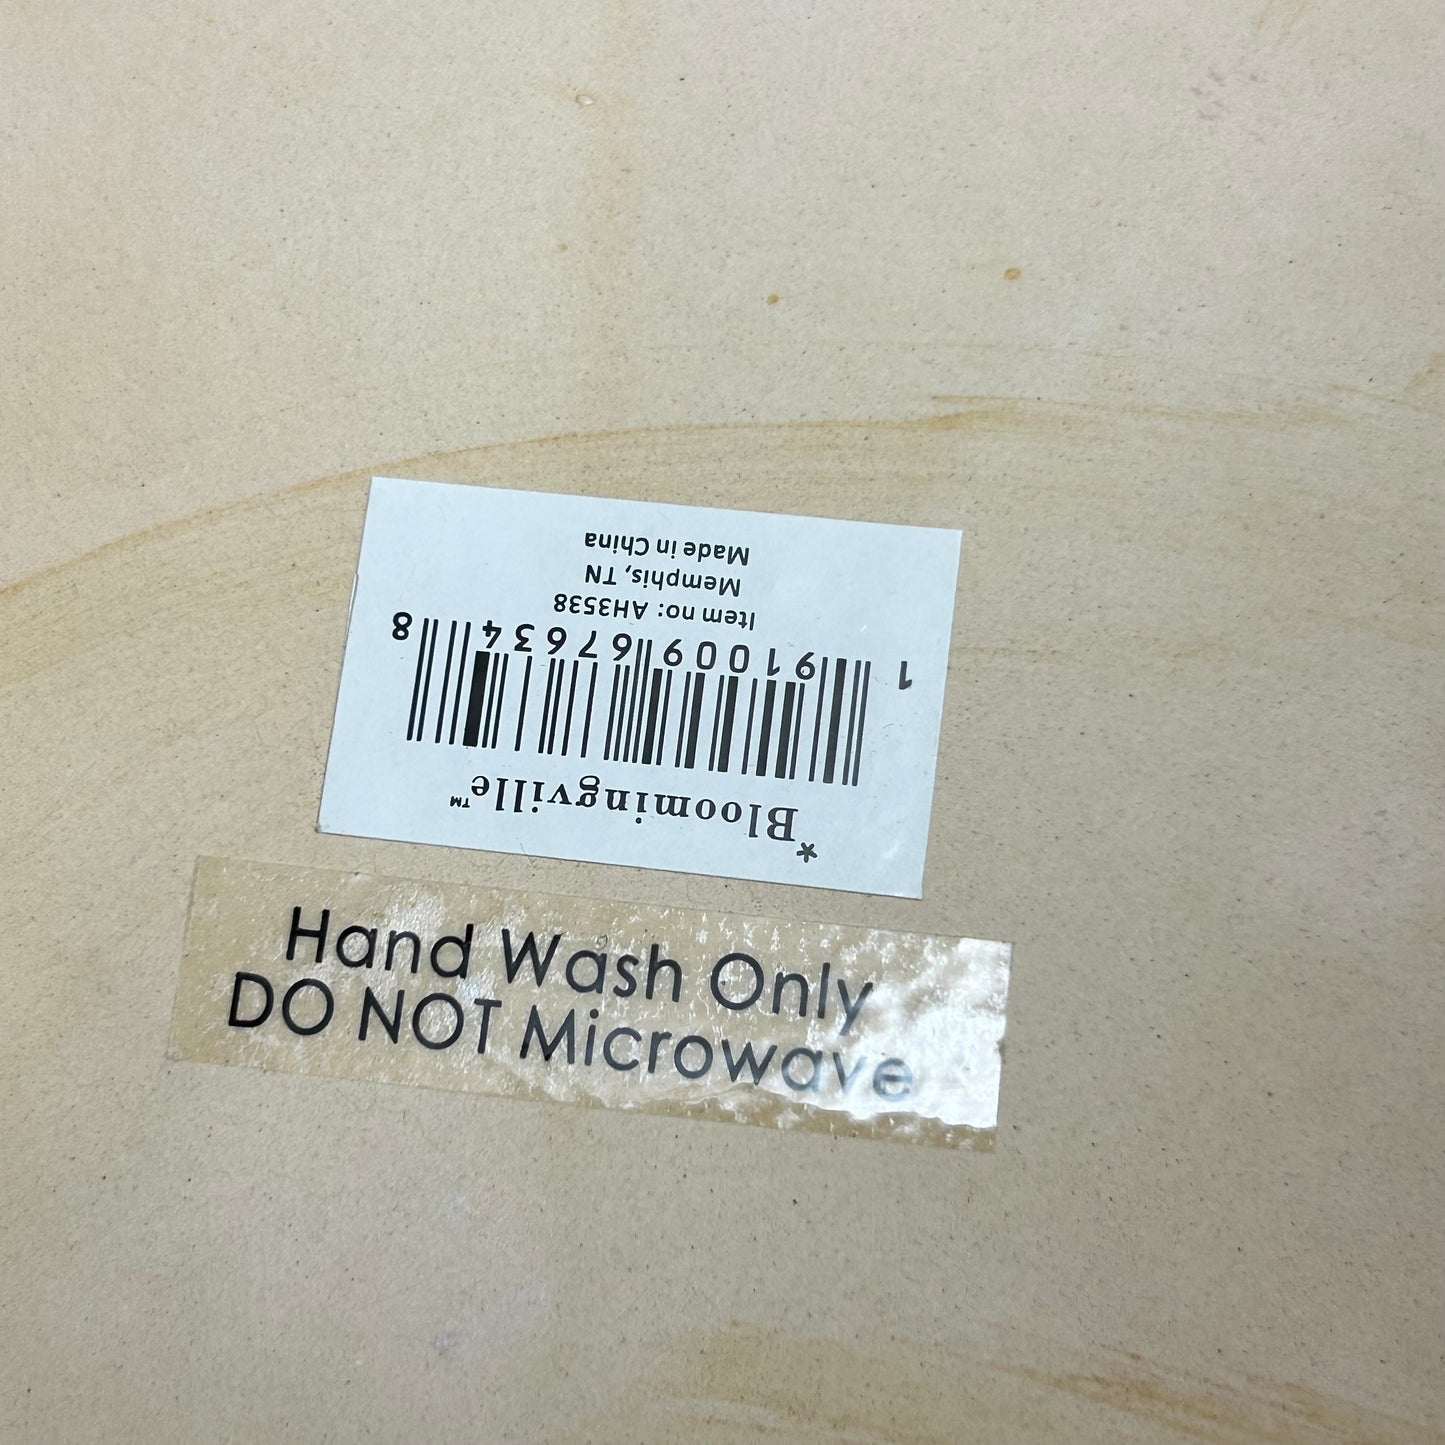 *Bloomingville™
1 91009 67634 8
Item no: AH3538
Memphis, TN
Made in China
Hand Wash Only
DO NOT Microwave